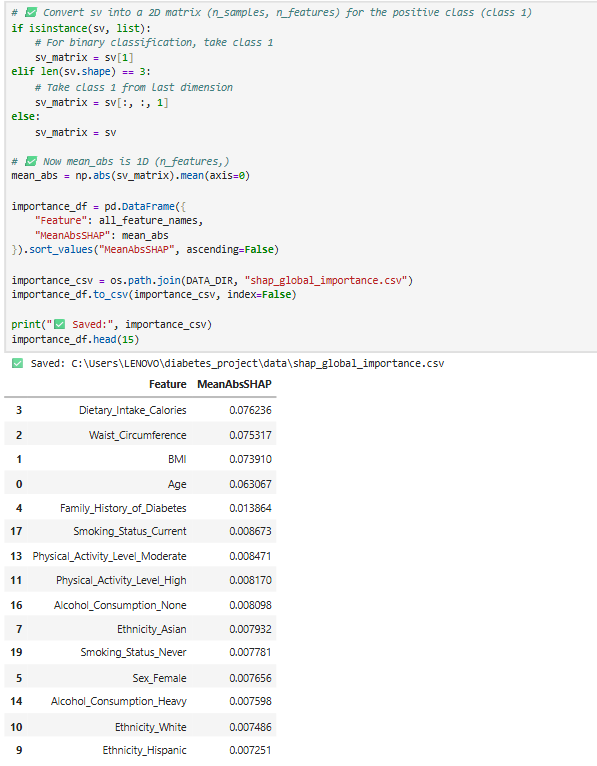 # ✅ Convert sv into a 2D matrix (n_samples, n_features) for the positive class (class 1)
if isinstance(sv, list):
    # For binary classification, take class 1
    sv_matrix = sv[1]
elif len(sv.shape) == 3:
    # Take class 1 from last dimension
    sv_matrix = sv[:, :, 1]
else:
    sv_matrix = sv
# ✅ Now mean_abs is 1D (n_features,)
mean_abs = np.abs(sv_matrix).mean(axis=0)
importance_df = pd.DataFrame({
    "Feature": all_feature_names,
    "MeanAbsSHAP": mean_abs
}).sort_values("MeanAbsSHAP", ascending=False)
importance_csv = os.path.join(DATA_DIR, "shap_global_importance.csv")
importance_df.to_csv(importance_csv, index=False)
print("✅ Saved:", importance_csv)
importance_df.head(15)
✅ Saved: C:\Users\LENOVO\diabetes_project\data\shap_global_importance.csv
Feature MeanAbsSHAP
3 Dietary_Intake_Calories 0.076236
2 Waist_Circumference 0.075317
1 BMI 0.073910
0 Age 0.063067
4 Family_History_of_Diabetes 0.013864
17 Smoking_Status_Current 0.008673
13 Physical_Activity_Level_Moderate 0.008471
11 Physical_Activity_Level_High 0.008170
16 Alcohol_Consumption_None 0.008098
7 Ethnicity_Asian 0.007932
19 Smoking_Status_Never 0.007781
5 Sex_Female 0.007656
14 Alcohol_Consumption_Heavy 0.007598
10 Ethnicity_White 0.007486
9 Ethnicity_Hispanic 0.007251